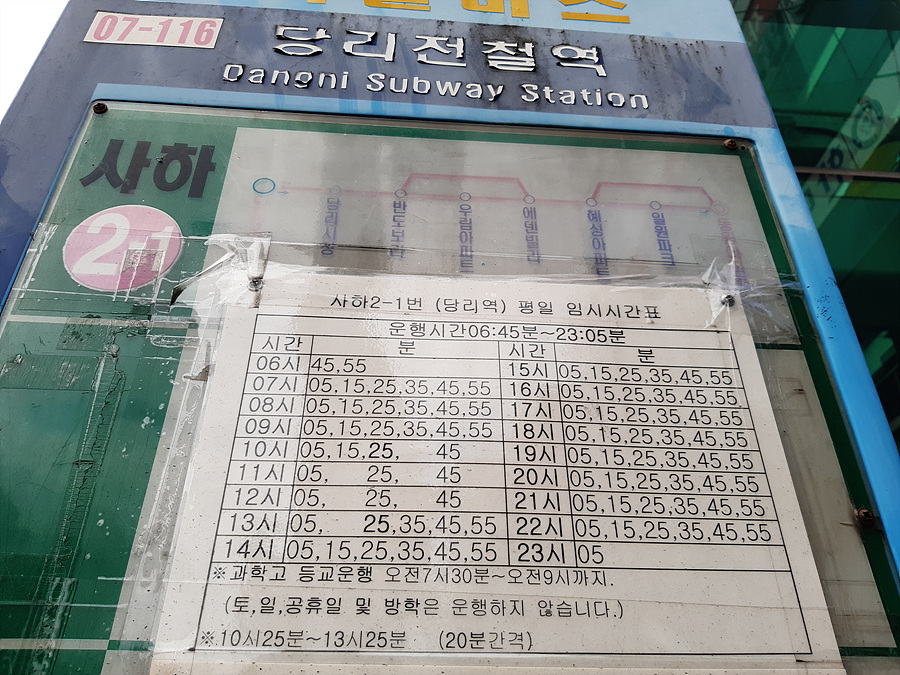 07-116
당리전철역
Dangni Subway Station
사하
2-1
당리시장
반도보라
우림아파트
에덴빌라
혜성아파트
사하2-1번 (당리역) 평일 임시시간표
운행시간06:45분~23:05분
시간 분 시간 분
06시 45,55 15시 05,15,25,35,45,55
07시 05,15,25,35,45,55 16시 05,15,25,35,45,55
08시 05,15,25,35,45,55 17시 05,15,25,35,45,55
09시 05,15,25,35,45,55 18시 05,15,25,35,45,55
10시 05,15,25, 45 19시 05,15,25,35,45,55
11시 05, 25, 45 20시 05,15,25,35,45,55
12시 05, 25, 45 21시 05,15,25,35,45,55
13시 05, 25,35,45,55 22시 05,15,25,35,45,55
14시 05,15,25,35,45,55 23시 05
※과학고 등교운행 오전7시30분~오전9시까지.
(토,일,공휴일 및 방학은 운행하지 않습니다.)
※10시25분~13시25분 (20분간격)